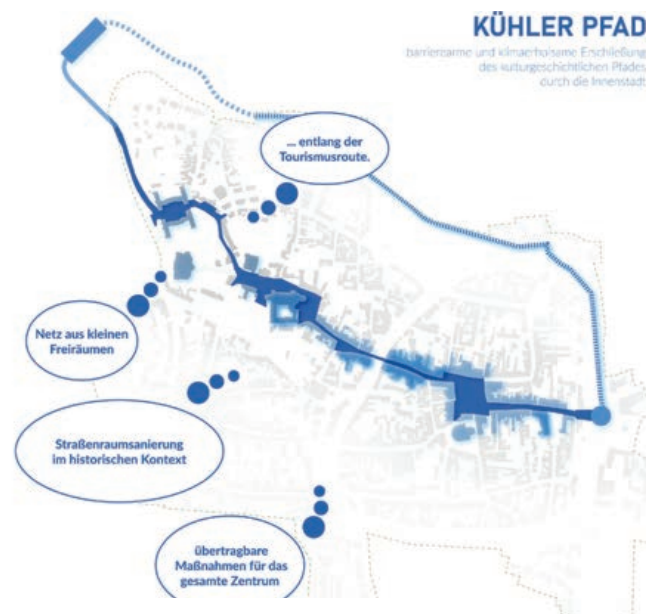 KÜHLER PFAD
barrierearme und klimaerholsame Erschließung
des kulturgeschichtlichen Pfades
durch die Innenstadt
... entlang der
Tourismusroute.
Netz aus kleinen
Freiräumen
Straßenraumsanierung
im historischen Kontext
übertragbare
Maßnahmen für das
gesamte Zentrum